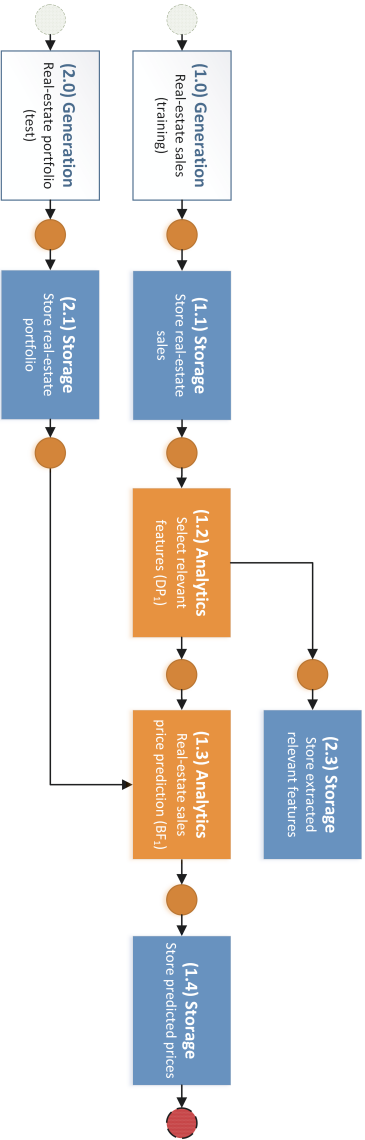 (1.0) Generation
Real-estate sales
(training)
(1.1) Storage
Store real-estate
sales
(1.2) Analytics
Select relevant
features (DP₁)
(1.3) Analytics
Real-estate sales
price prediction (BF₁)
(1.4) Storage
Store predicted prices
(2.3) Storage
Store extracted
relevant features
(2.0) Generation
Real-estate portfolio
(test)
(2.1) Storage
Store real-estate
portfolio